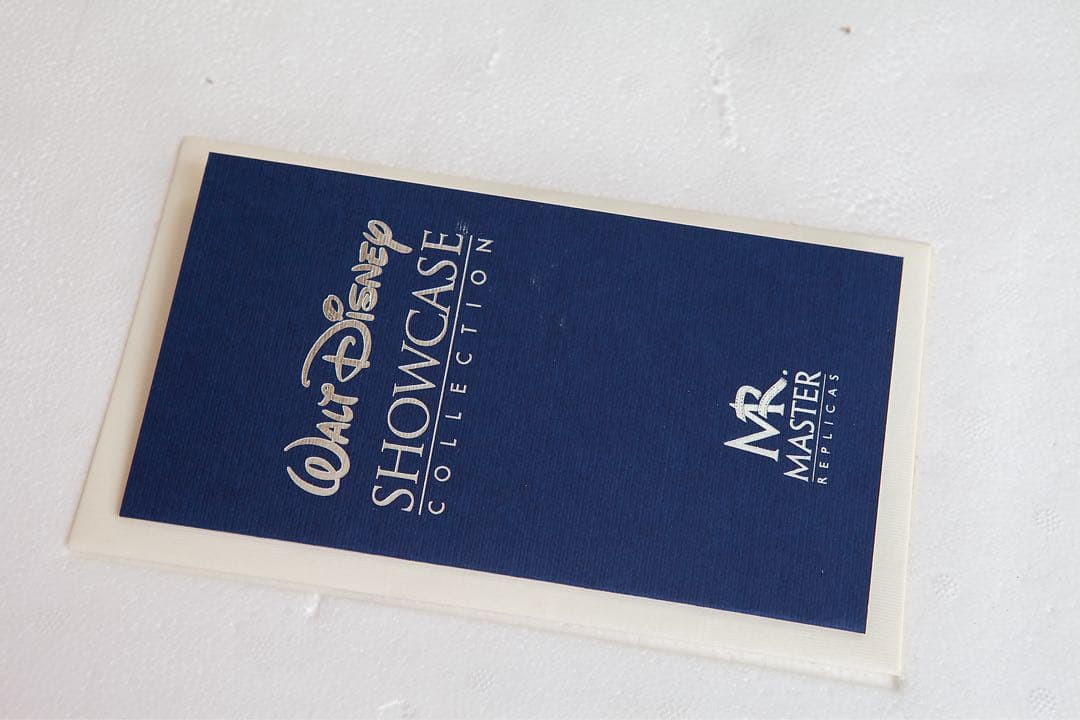 WALT DISNEY
SHOWCASE
COLLECTION
MR
MASTER
REPLICAS